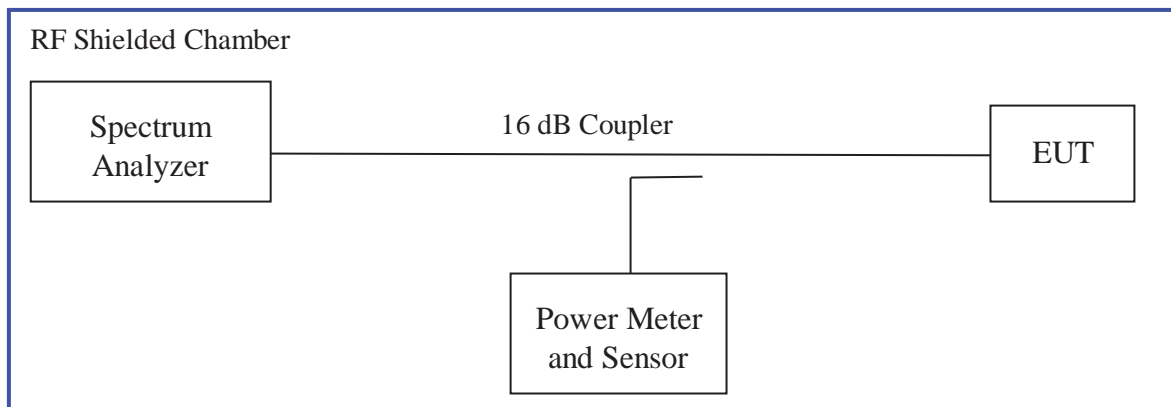 RF Shielded Chamber
Spectrum
Analyzer
16 dB Coupler
EUT
Power Meter
and Sensor